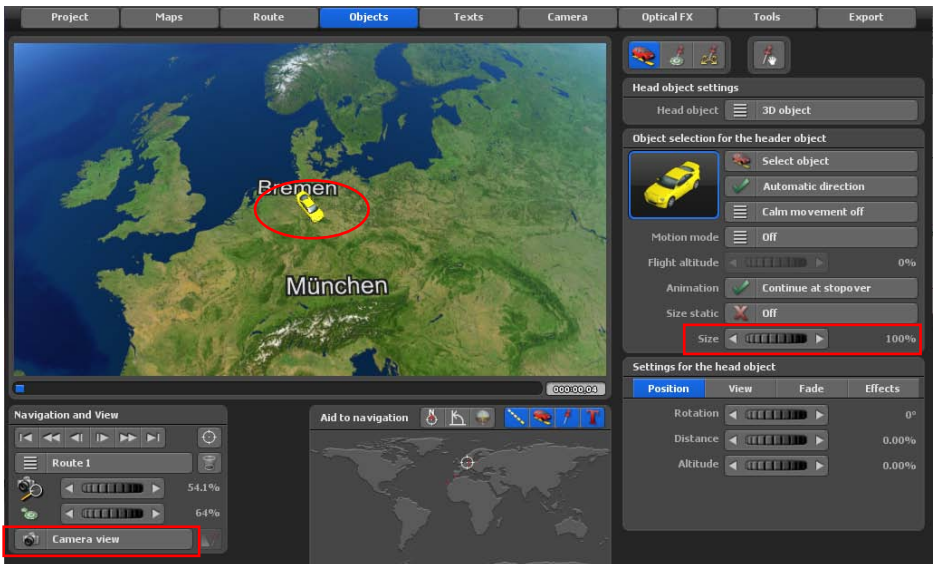 Project Maps Route Objects Texts Camera Optical FX Tools Export
Head object settings
Head object 3D object
Object selection for the header object
Select object
Automatic direction
Calm movement off
Motion mode Off
Flight altitude 0%
Animation Continue at stopover
Size static Off
Size 100%
Settings for the head object
Position View Fade Effects
Rotation 0°
Distance 0.00%
Altitude 0.00%
Bremen
München
000:00:04
Navigation and View
Route 1
54.1%
64%
Camera view
Aid to navigation